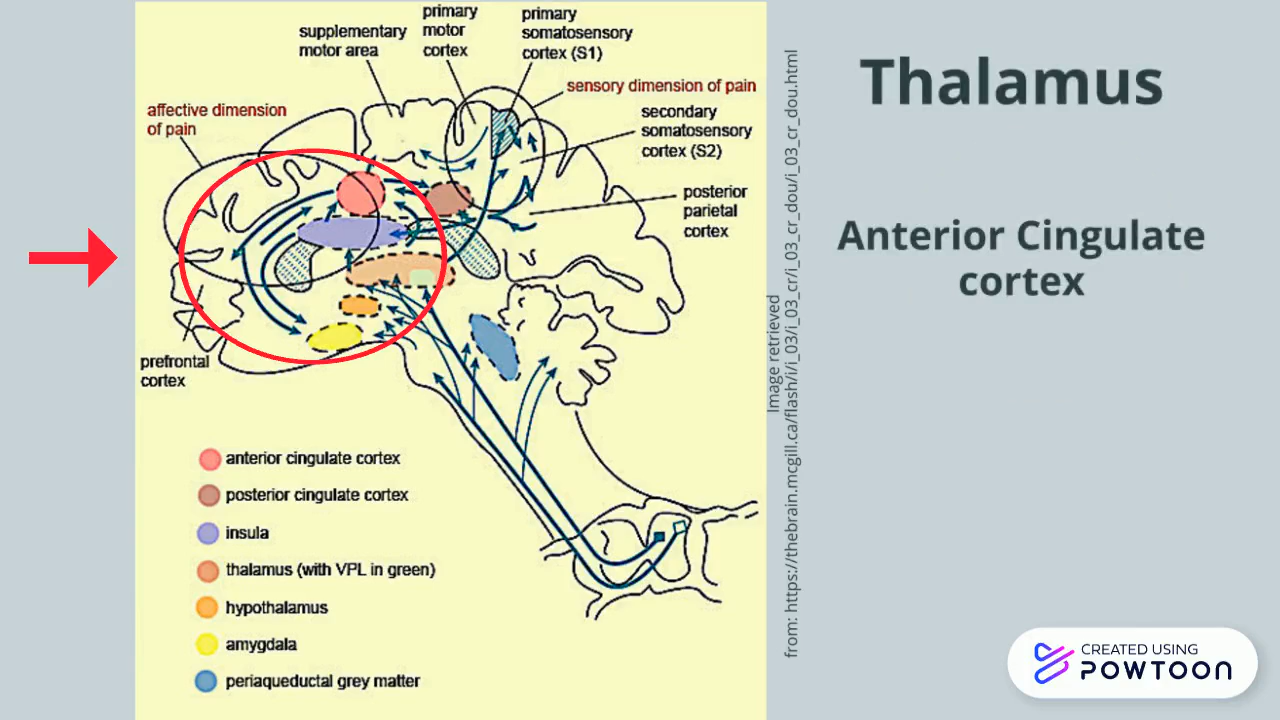 supplementary
motor area
primary
motor
cortex
primary
somatosensory
cortex (S1)
affective dimension
of pain
sensory dimension of pain
secondary
somatosensory
cortex (S2)
posterior
parietal
cortex
prefrontal
cortex
anterior cingulate cortex
posterior cingulate cortex
insula
thalamus (with VPL in green)
hypothalamus
amygdala
periaqueductal grey matter
Image retrieved
from: https://thebrain.mcgill.ca/flash/i/i_03/i_03_cr/i_03_cr_dou/i_03_cr_dou.html
Thalamus
Anterior Cingulate
cortex
CREATED USING
POWTOON